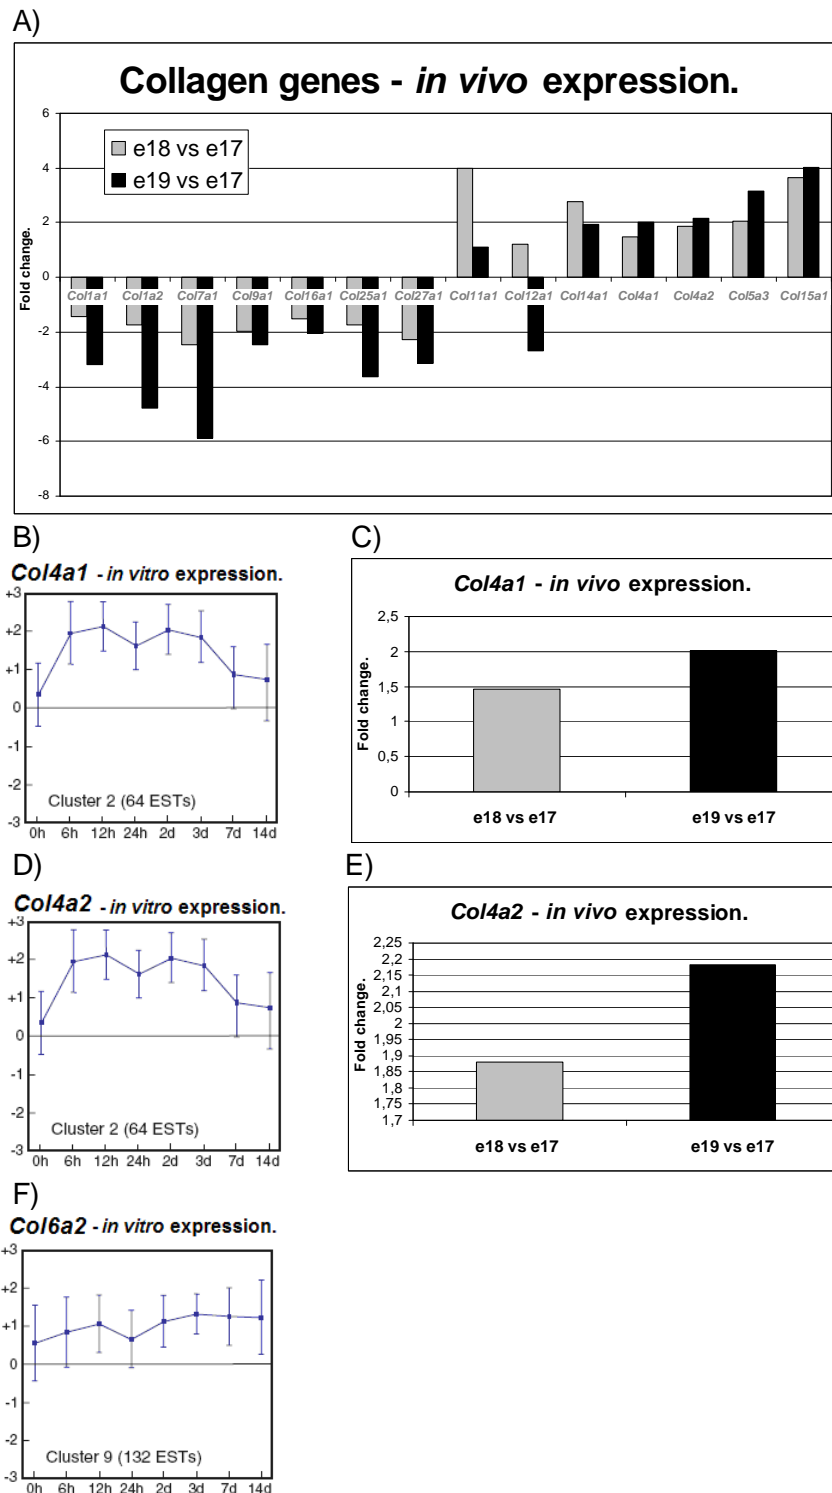 A)
Collagen genes - in vivo expression.
6
4
2
0
-2
-4
-6
-8
Fold change.
e18 vs e17
e19 vs e17
Col1a1 Col1a2 Col7a1 Col9a1 Col16a1 Col25a1 Col27a1 Col11a1 Col12a1 Col14a1 Col4a1 Col4a2 Col5a3 Col15a1
B)
Col4a1 - in vitro expression.
+3
+2
+1
0
-1
-2
-3
Cluster 2 (64 ESTs)
0h 6h 12h 24h 2d 3d 7d 14d
C)
Col4a1 - in vivo expression.
2,5
2
1,5
1
0,5
0
Fold change.
e18 vs e17 e19 vs e17
D)
Col4a2 - in vitro expression.
+3
+2
+1
0
-1
-2
-3
Cluster 2 (64 ESTs)
0h 6h 12h 24h 2d 3d 7d 14d
E)
Col4a2 - in vivo expression.
2,25
2,2
2,15
2,1
2,05
2
1,95
1,9
1,85
1,8
1,75
1,7
Fold change.
e18 vs e17 e19 vs e17
F)
Col6a2 - in vitro expression.
+3
+2
+1
0
-1
-2
-3
Cluster 9 (132 ESTs)
0h 6h 12h 24h 2d 3d 7d 14d